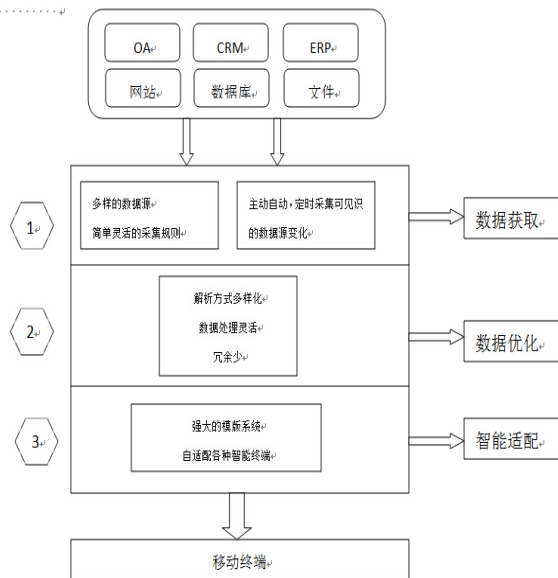 OA
CRM
ERP
网站
数据库
文件
多样的数据源
简单灵活的采集规则
主动自动，定时采集可见识
的数据源变化
1
数据获取
解析方式多样化
数据处理灵活
冗余少
2
数据优化
强大的模版系统
自适配各种智能终端
3
智能适配
移动终端